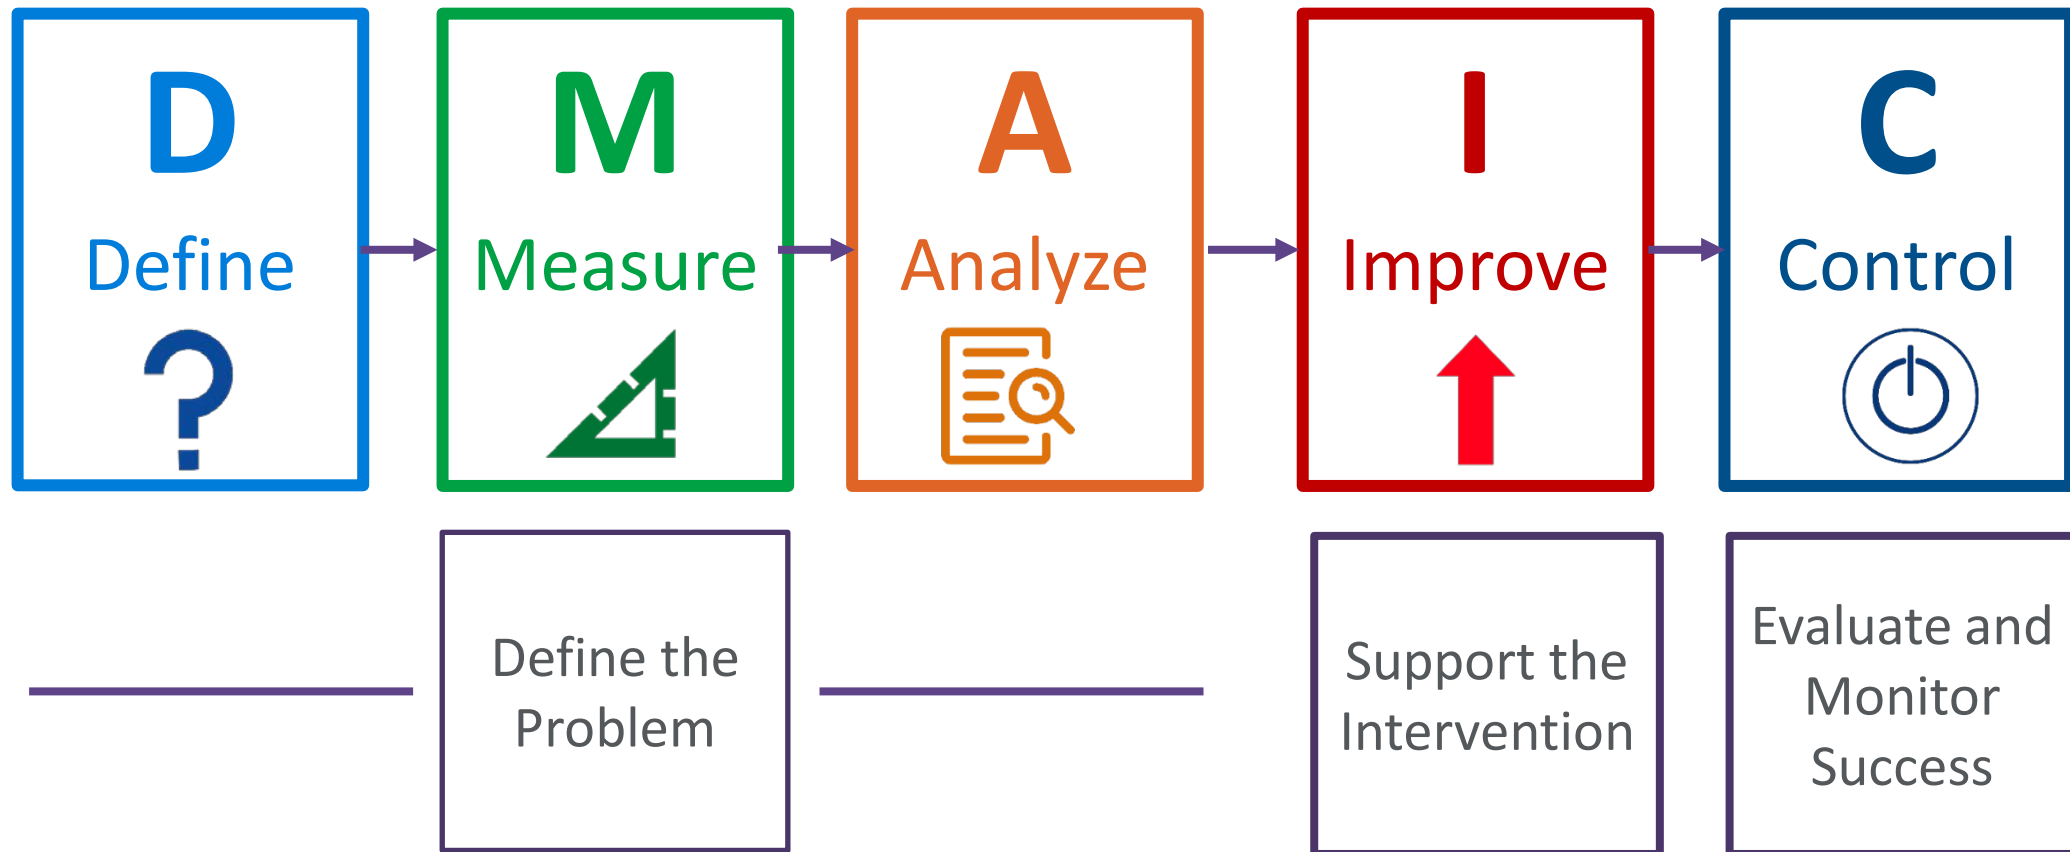 D
Define
M
Measure
A
Analyze
I
Improve
C
Control
Define the
Problem
Support the
Intervention
Evaluate and
Monitor
Success